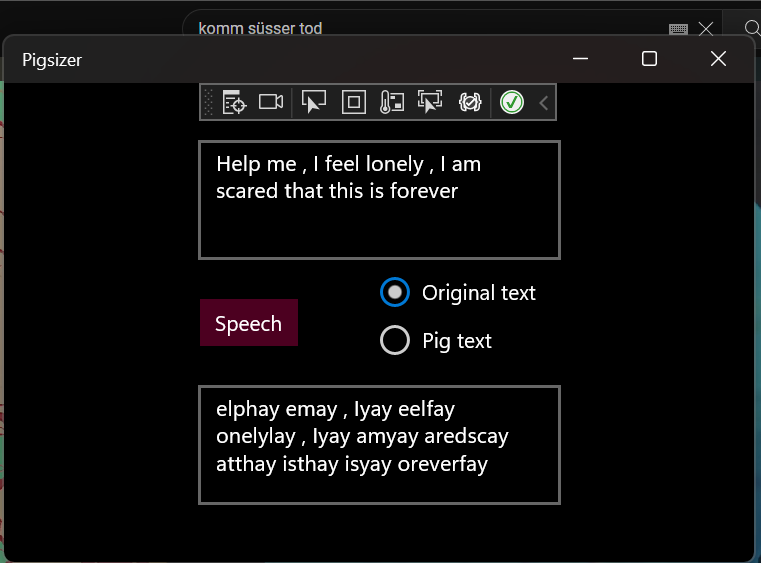 komm süsser tod
Pigsizer
Help me , I feel lonely , I am
scared that this is forever
Original text
Speech
Pig text
elphay emay , Iyay eelfay
onelylay , Iyay amyay aredscay
atthay isthay isyay oreverfay